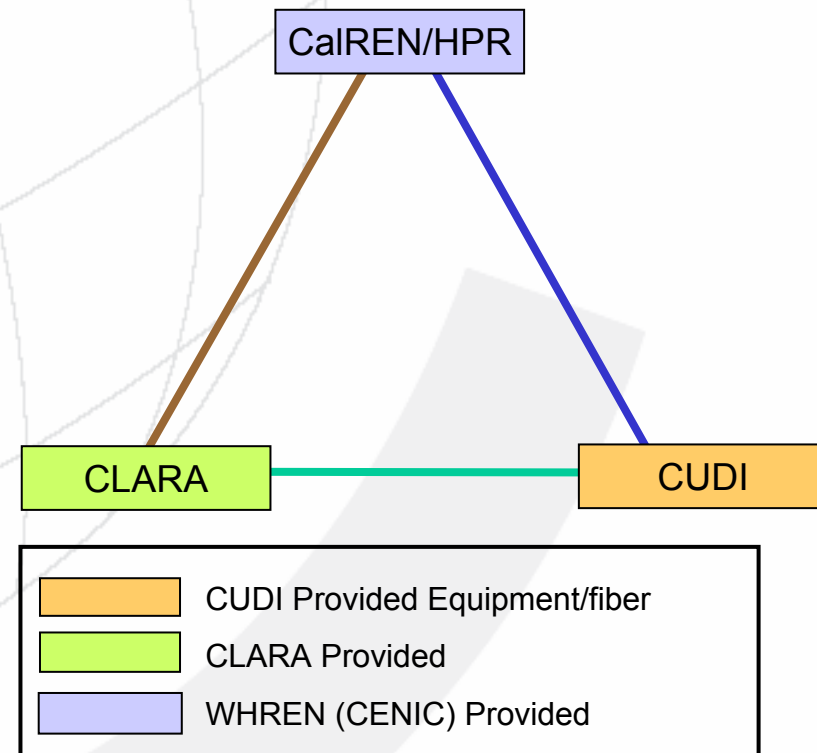 CalREN/HPR
CLARA
CUDI
CUDI Provided Equipment/fiber
CLARA Provided
WHREN (CENIC) Provided